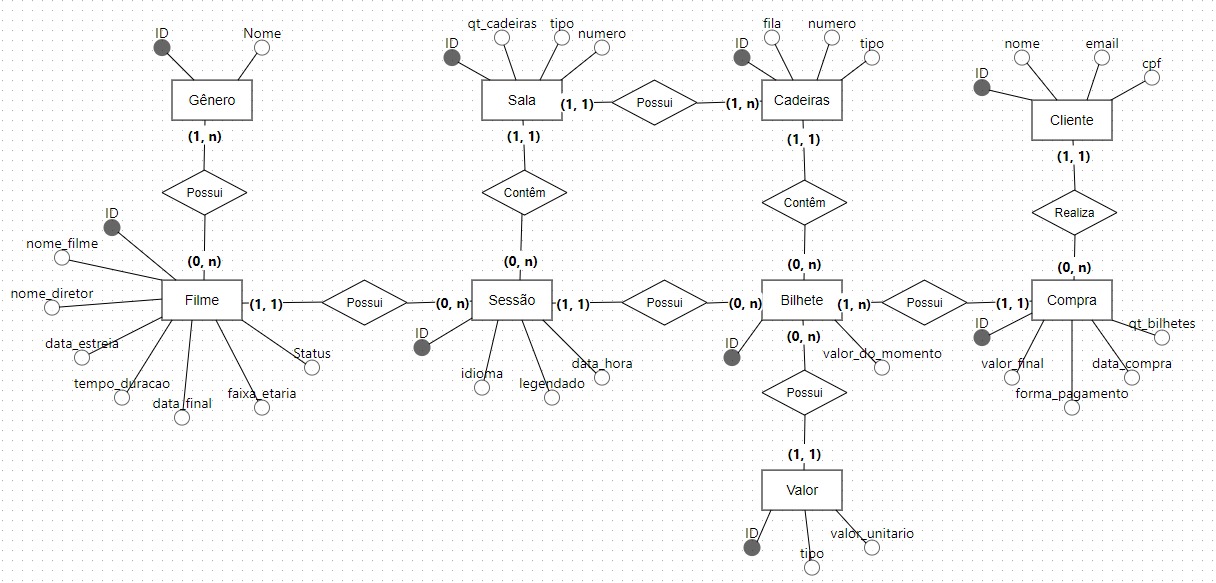 ID
Nome
Gênero
(1, n)
Possui
(0, n)
ID
nome_filme
nome_diretor
data_estreia
tempo_duracao
data_final
faixa_etaria
Status
Filme
(1, 1)
Possui
(0, n)
ID
qt_cadeiras
tipo
numero
Sala
(1, 1)
Possui
(1, n)
(1, 1)
Contêm
(0, n)
Sessão
ID
idioma
legendado
data_hora
(1, 1)
Possui
(0, n)
ID
fila
numero
tipo
Cadeiras
(1, 1)
Contêm
(0, n)
Bilhete
ID
valor_do_momento
(0, n)
Possui
(1, 1)
Valor
ID
tipo
valor_unitario
(1, n)
Possui
(1, 1)
ID
nome
email
cpf
Cliente
(1, 1)
Realiza
(0, n)
Compra
ID
valor_final
forma_pagamento
data_compra
qt_bilhetes